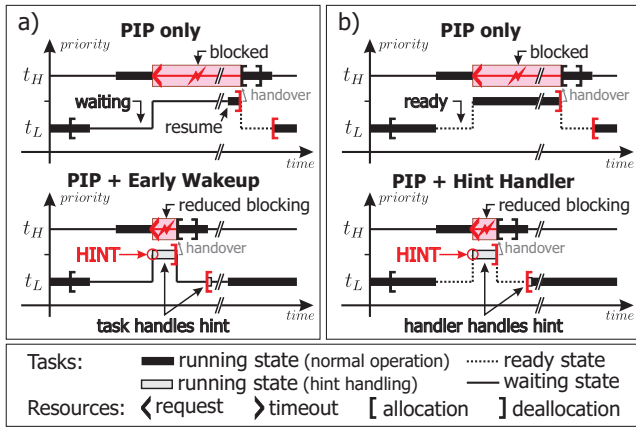 a)
PIP only
priority
blocked
t_H
waiting
handover
resume
t_L
time
PIP + Early Wakeup
priority
reduced blocking
t_H
handover
HINT
t_L
task handles hint
time
b)
PIP only
priority
blocked
t_H
ready
handover
t_L
time
PIP + Hint Handler
priority
reduced blocking
t_H
handover
HINT
t_L
handler handles hint
time
Tasks: running state (normal operation) ready state
running state (hint handling) waiting state
Resources: request timeout allocation deallocation